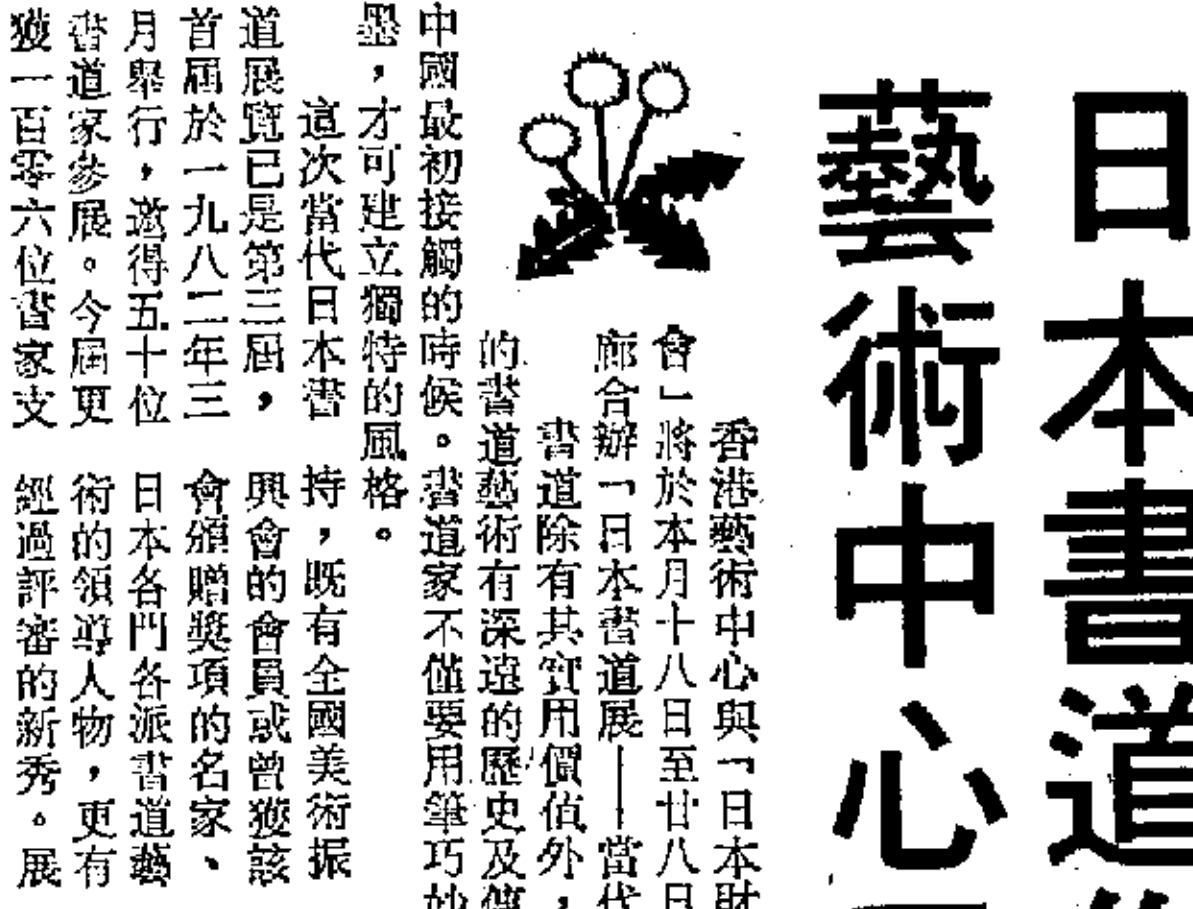 日本書道
藝術中心
香港藝術中心與「日本財
會」將於本月十八日至廿八日
廊合辦「日本書道展——當代
書道除有其實用價值外，
的書道藝術有深遠的歷史及傳
中國最初接觸的時候。書道家不僅要用筆巧妙
墨，才可建立獨特的風格。
這次當代日本書
道展覽已是第三屆，
首屆於一九八二年三
月舉行，邀得五十位
書道家參展。今屆更
獲一百零六位書家支
持，既有全國美術振
興會的會員或曾獲該
會頒贈獎項的名家、
日本各門各派書道藝
術的領導人物，更有
經過評審的新秀。展